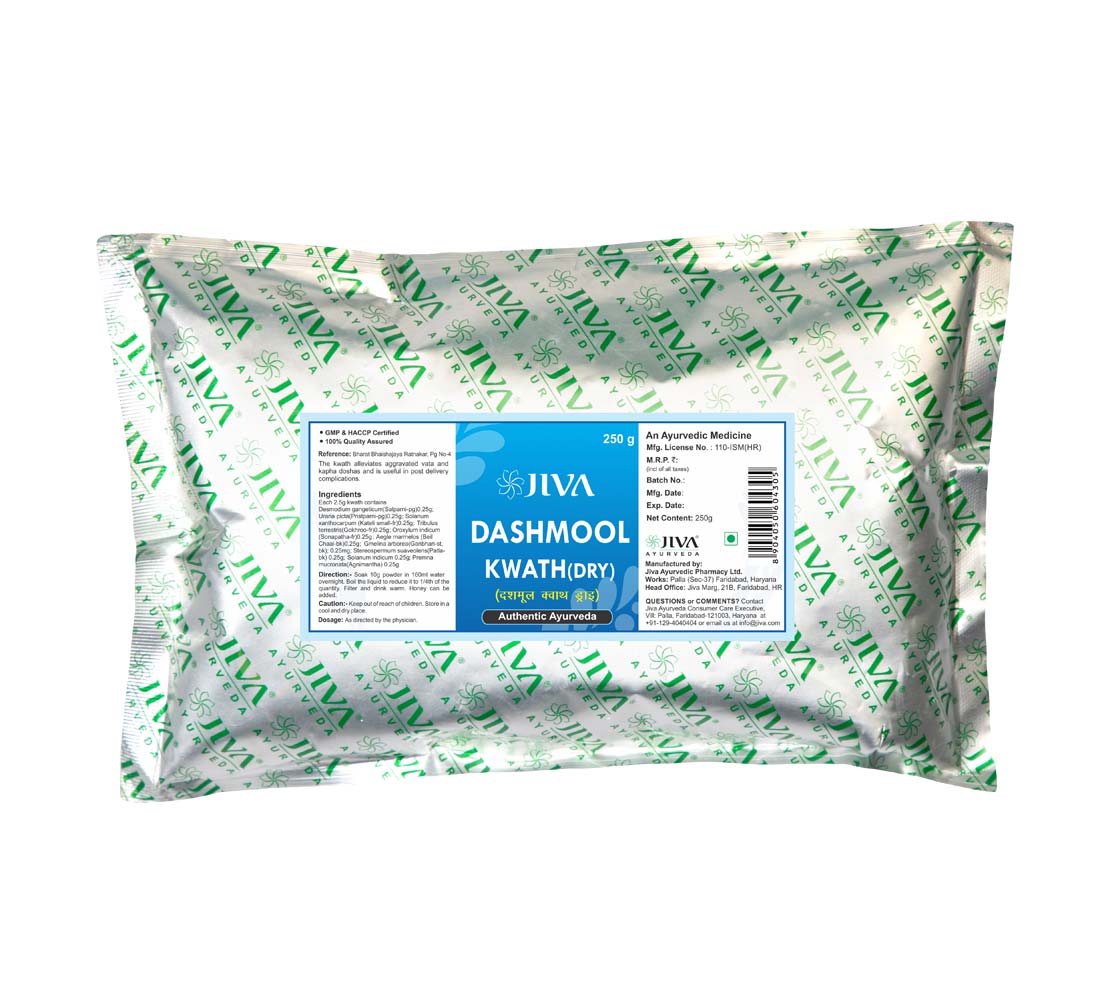 • GMP & HACCP Certified
• 100% Quality Assured
Reference: Bharat Bhaishajaya Ratnakar, Pg No-4
The kwath alleviates aggravated vata and
kapha doshas and is useful in post delivery
complications.
Ingredients
Each 2.5g kwath contains
Desmodium gangeticum(Salparni-pg)0.25g;
Uraria picta(Pristparni-pg)0.25g; Solanum
xanthocarpum (Kateli small-fr)0.25g; Tribulus
terrestris(Gokhroo-fr)0.25g; Oroxylum indicum
(Sonapatha-fr)0.25g; Aegle marmelos (Beil
Chaal-bk)0.25g; Gmelina arborea(Gambhari-st.
bk); 0.25mg; Stereospermum suaveolens(Patla-
bk) 0.25g; Solanum indicum 0.25g; Premna
mucronata(Agnimantha) 0.25g
Direction:- Soak 10g powder in 160ml water
overnight. Boil the liquid to reduce it to 1/4th of the
quantity. Filter and drink warm. Honey can be
added.
Caution:- Keep out of reach of children. Store in a
cool and dry place.
Dosage: As directed by the physician.
250 g
JIVA
DASHMOOL
KWATH(DRY)
(दशमूल क्वाथ ड्राइ)
Authentic Ayurveda
An Ayurvedic Medicine
Mfg. License No. : 110-ISM(HR)
M.R.P. ₹:
(incl of all taxes)
Batch No.:
Mfg. Date:
Exp. Date:
Net Content: 250g
JIVA®
AYURVEDA
8904050604305
Manufactured by:
Jiva Ayurvedic Pharmacy Ltd.
Works: Palla (Sec-37) Faridabad, Haryana
Head Office: Jiva Marg, 21B, Faridabad, HR
QUESTIONS or COMMENTS? Contact
Jiva Ayurveda Consumer Care Executive,
Vill: Palla, Faridabad-121003, Haryana at
+91-129-4040404 or email us at info@jiva.com
JIVA®
AYURVEDA